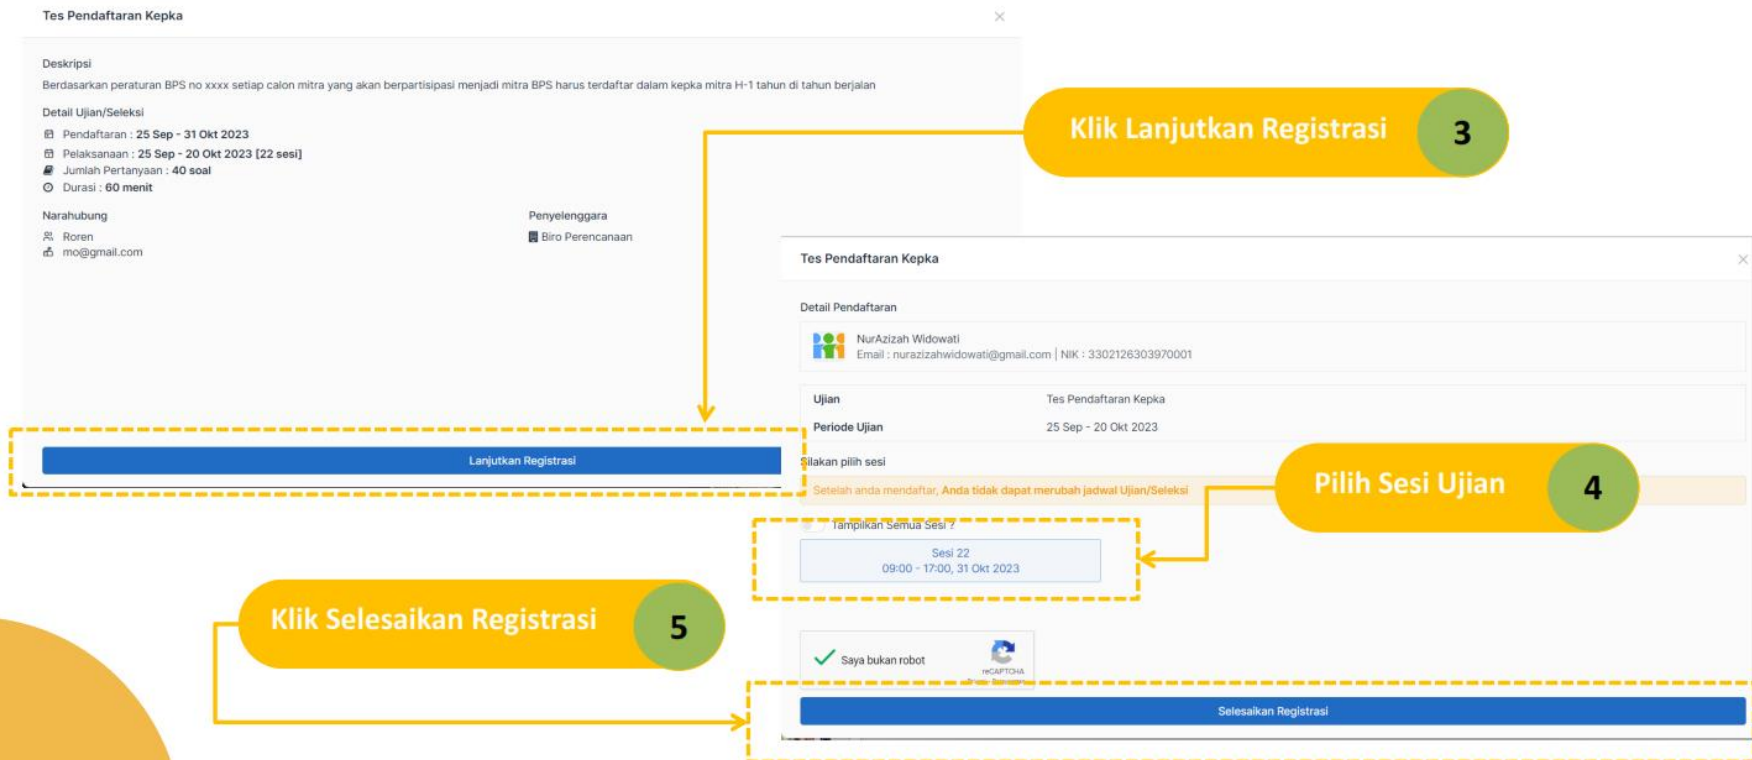 Tes Pendaftaran Kepka
Deskripsi
Berdasarkan peraturan BPS no xxxx setiap calon mitra yang akan berpartisipasi menjadi mitra BPS harus terdaftar dalam kepka mitra H-1 tahun di tahun berjalan
Detail Ujian/Seleksi
Pendaftaran : 25 Sep - 31 Okt 2023
Pelaksanaan : 25 Sep - 20 Okt 2023 [22 sesi]
Jumlah Pertanyaan : 40 soal
Durasi : 60 menit
Narahubung
Roren
mo@gmail.com
Penyelenggara
Biro Perencanaan
Lanjutkan Registrasi
Klik Lanjutkan Registrasi 3
Tes Pendaftaran Kepka
Detail Pendaftaran
NurAzizah Widowati
Email : nurazizahwidowati@gmail.com | NIK : 3302126303970001
Ujian Tes Pendaftaran Kepka
Periode Ujian 25 Sep - 20 Okt 2023
Silakan pilih sesi
Setelah anda mendaftar, Anda tidak dapat merubah jadwal Ujian/Seleksi
Pilih Sesi Ujian 4
Tampilkan Semua Sesi ?
Sesi 22
09:00 - 17:00, 31 Okt 2023
Klik Selesaikan Registrasi 5
Saya bukan robot
reCAPTCHA
Selesaikan Registrasi